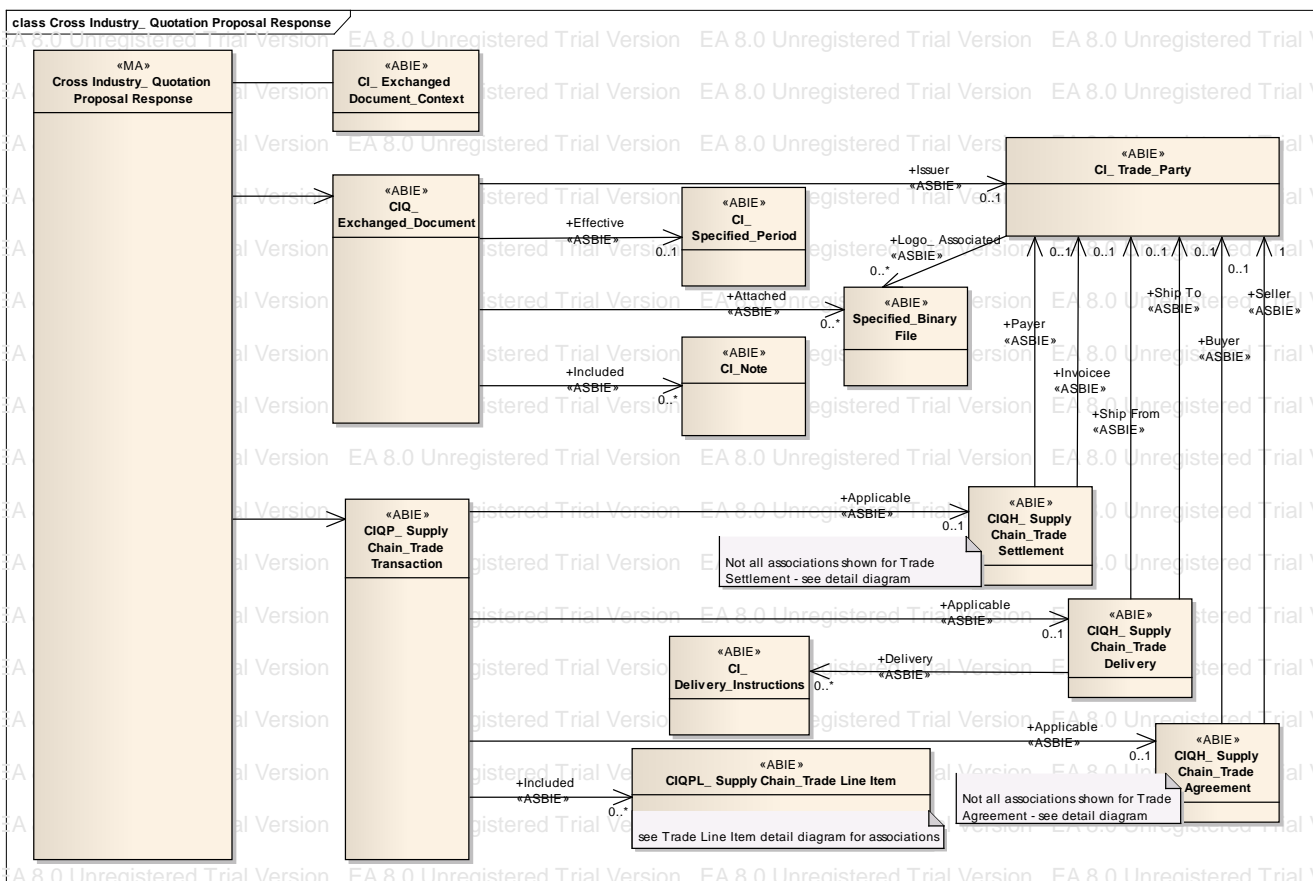 class Cross Industry_ Quotation Proposal Response
EA 8.0 Unregistered Trial Version
«MA»
Cross Industry_ Quotation
Proposal Response
«ABIE»
CI_ Exchanged
Document_Context
«ABIE»
CIQ_
Exchanged_Document
+Issuer
«ASBIE»
0..1
«ABIE»
CI_ Trade_Party
+Effective
«ASBIE»
0..1
«ABIE»
CI_
Specified_Period
+Logo_ Associated
«ASBIE»
0..*
+Attached
«ASBIE»
0..*
«ABIE»
Specified_Binary
File
+Included
«ASBIE»
0..*
«ABIE»
CI_Note
0..1
0..1
0..1
0..1
0..1
1
+Payer
«ASBIE»
+Invoicee
«ASBIE»
+Ship From
«ASBIE»
+Ship To
«ASBIE»
+Buyer
«ASBIE»
+Seller
«ASBIE»
«ABIE»
CIQP_ Supply
Chain_Trade
Transaction
+Applicable
«ASBIE»
0..1
«ABIE»
CIQH_ Supply
Chain_Trade
Settlement
Not all associations shown for Trade
Settlement - see detail diagram
+Applicable
«ASBIE»
0..1
«ABIE»
CIQH_ Supply
Chain_Trade
Delivery
+Delivery
«ASBIE»
0..*
«ABIE»
CI_
Delivery_Instructions
+Applicable
«ASBIE»
0..1
«ABIE»
CIQH_ Supply
Chain_Trade
Agreement
Not all associations shown for Trade
Agreement - see detail diagram
+Included
«ASBIE»
0..*
«ABIE»
CIQPL_ Supply Chain_Trade Line Item
see Trade Line Item detail diagram for associations